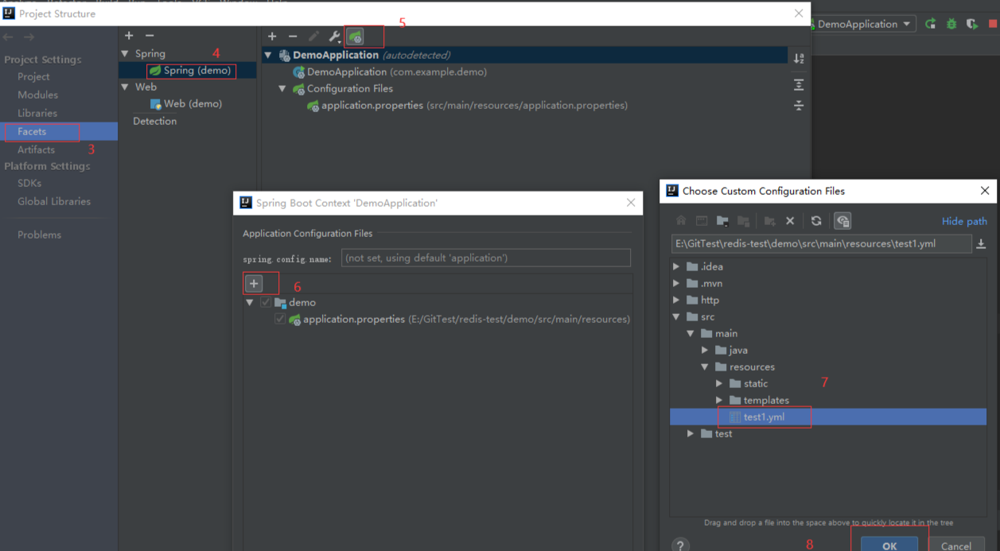 Project Structure
5
DemoApplication
Project Settings
Project
Modules
Libraries
Facets
3
Artifacts
Platform Settings
SDKs
Global Libraries
Problems
Spring
4
Spring (demo)
Web
Web (demo)
Detection
DemoApplication (autodetected)
DemoApplication (com.example.demo)
Configuration Files
application.properties (src/main/resources/application.properties)
Spring Boot Context 'DemoApplication'
Application Configuration Files
spring.config.name:
(not set, using default 'application')
6
demo
application.properties (E:/GitTest/redis-test/demo/src/main/resources)
Choose Custom Configuration Files
Hide path
E:\GitTest\redis-test\demo\src\main\resources\test1.yml
.idea
.mvn
http
src
main
java
resources
static
7
templates
test1.yml
test
Drag and drop a file into the space above to quickly locate it in the tree
8
?
OK
Cancel